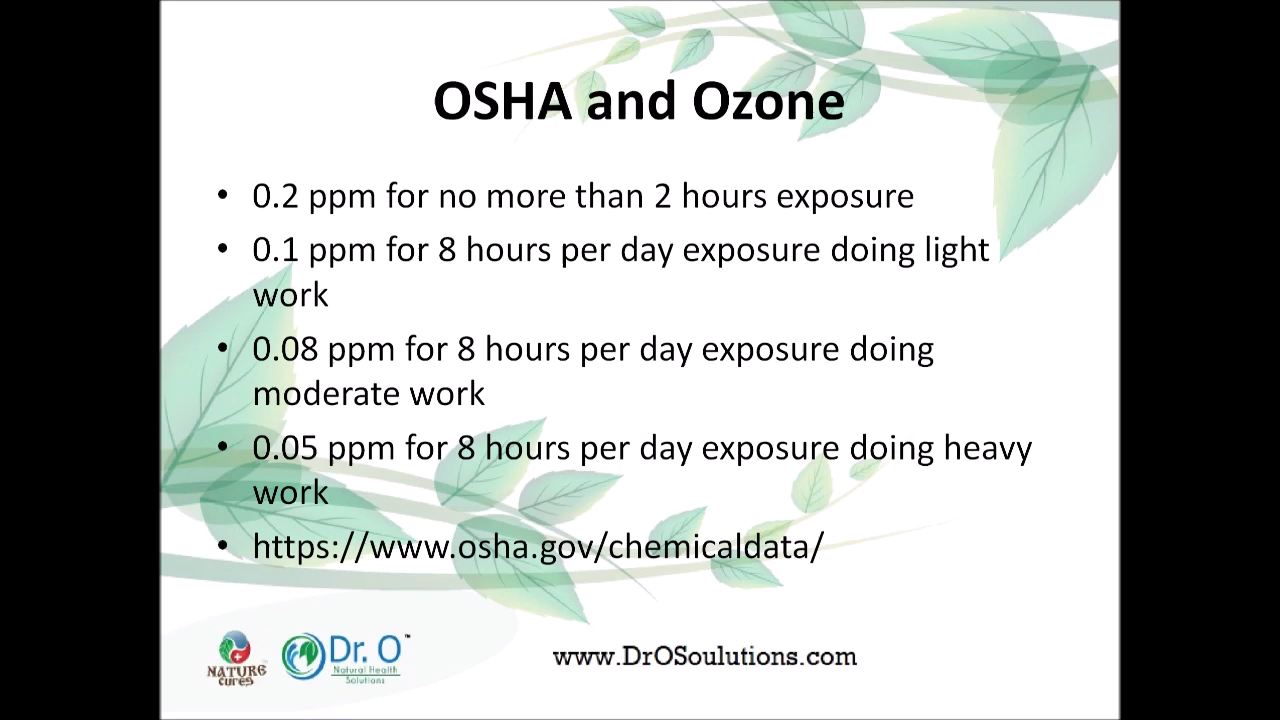 OSHA and Ozone
• 0.2 ppm for no more than 2 hours exposure
• 0.1 ppm for 8 hours per day exposure doing light
work
• 0.08 ppm for 8 hours per day exposure doing
moderate work
• 0.05 ppm for 8 hours per day exposure doing heavy
work
• https://www.osha.gov/chemicaldata/
NATURE
cures
Dr. O™
Natural Health
Solutions
www.DrOSoulutions.com